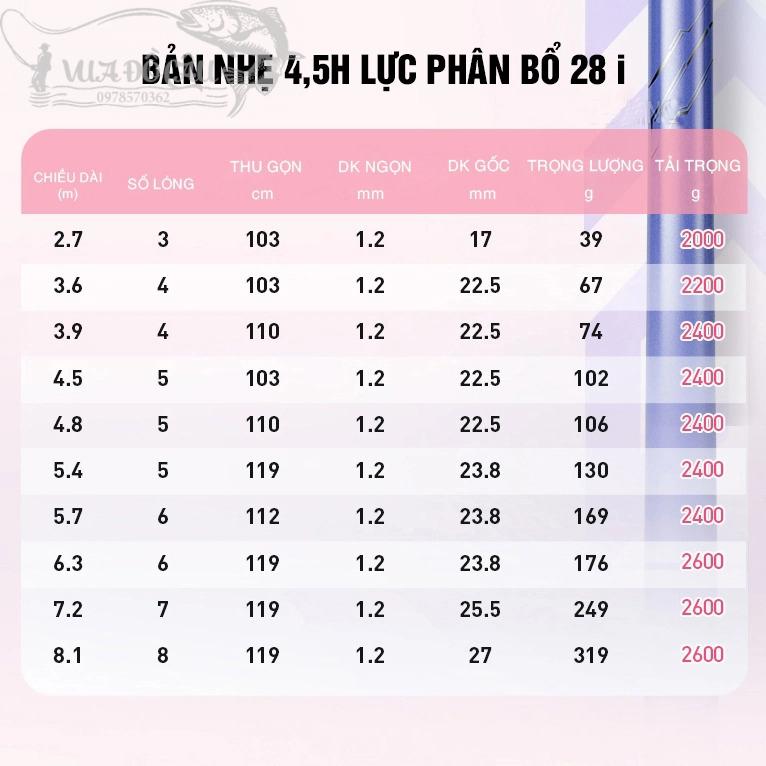 VUA ĐỒ CÂU
0978570362
BẢN NHẸ 4,5H LỰC PHÂN BỔ 28 i
CHIỀU DÀI (m) SỐ LÓNG THU GỌN cm DK NGỌN mm DK GỐC mm TRỌNG LƯỢNG g TẢI TRỌNG g
2.7 3 103 1.2 17 39 2000
3.6 4 103 1.2 22.5 67 2200
3.9 4 110 1.2 22.5 74 2400
4.5 5 103 1.2 22.5 102 2400
4.8 5 110 1.2 22.5 106 2400
5.4 5 119 1.2 23.8 130 2400
5.7 6 112 1.2 23.8 169 2400
6.3 6 119 1.2 23.8 176 2600
7.2 7 119 1.2 25.5 249 2600
8.1 8 119 1.2 27 319 2600